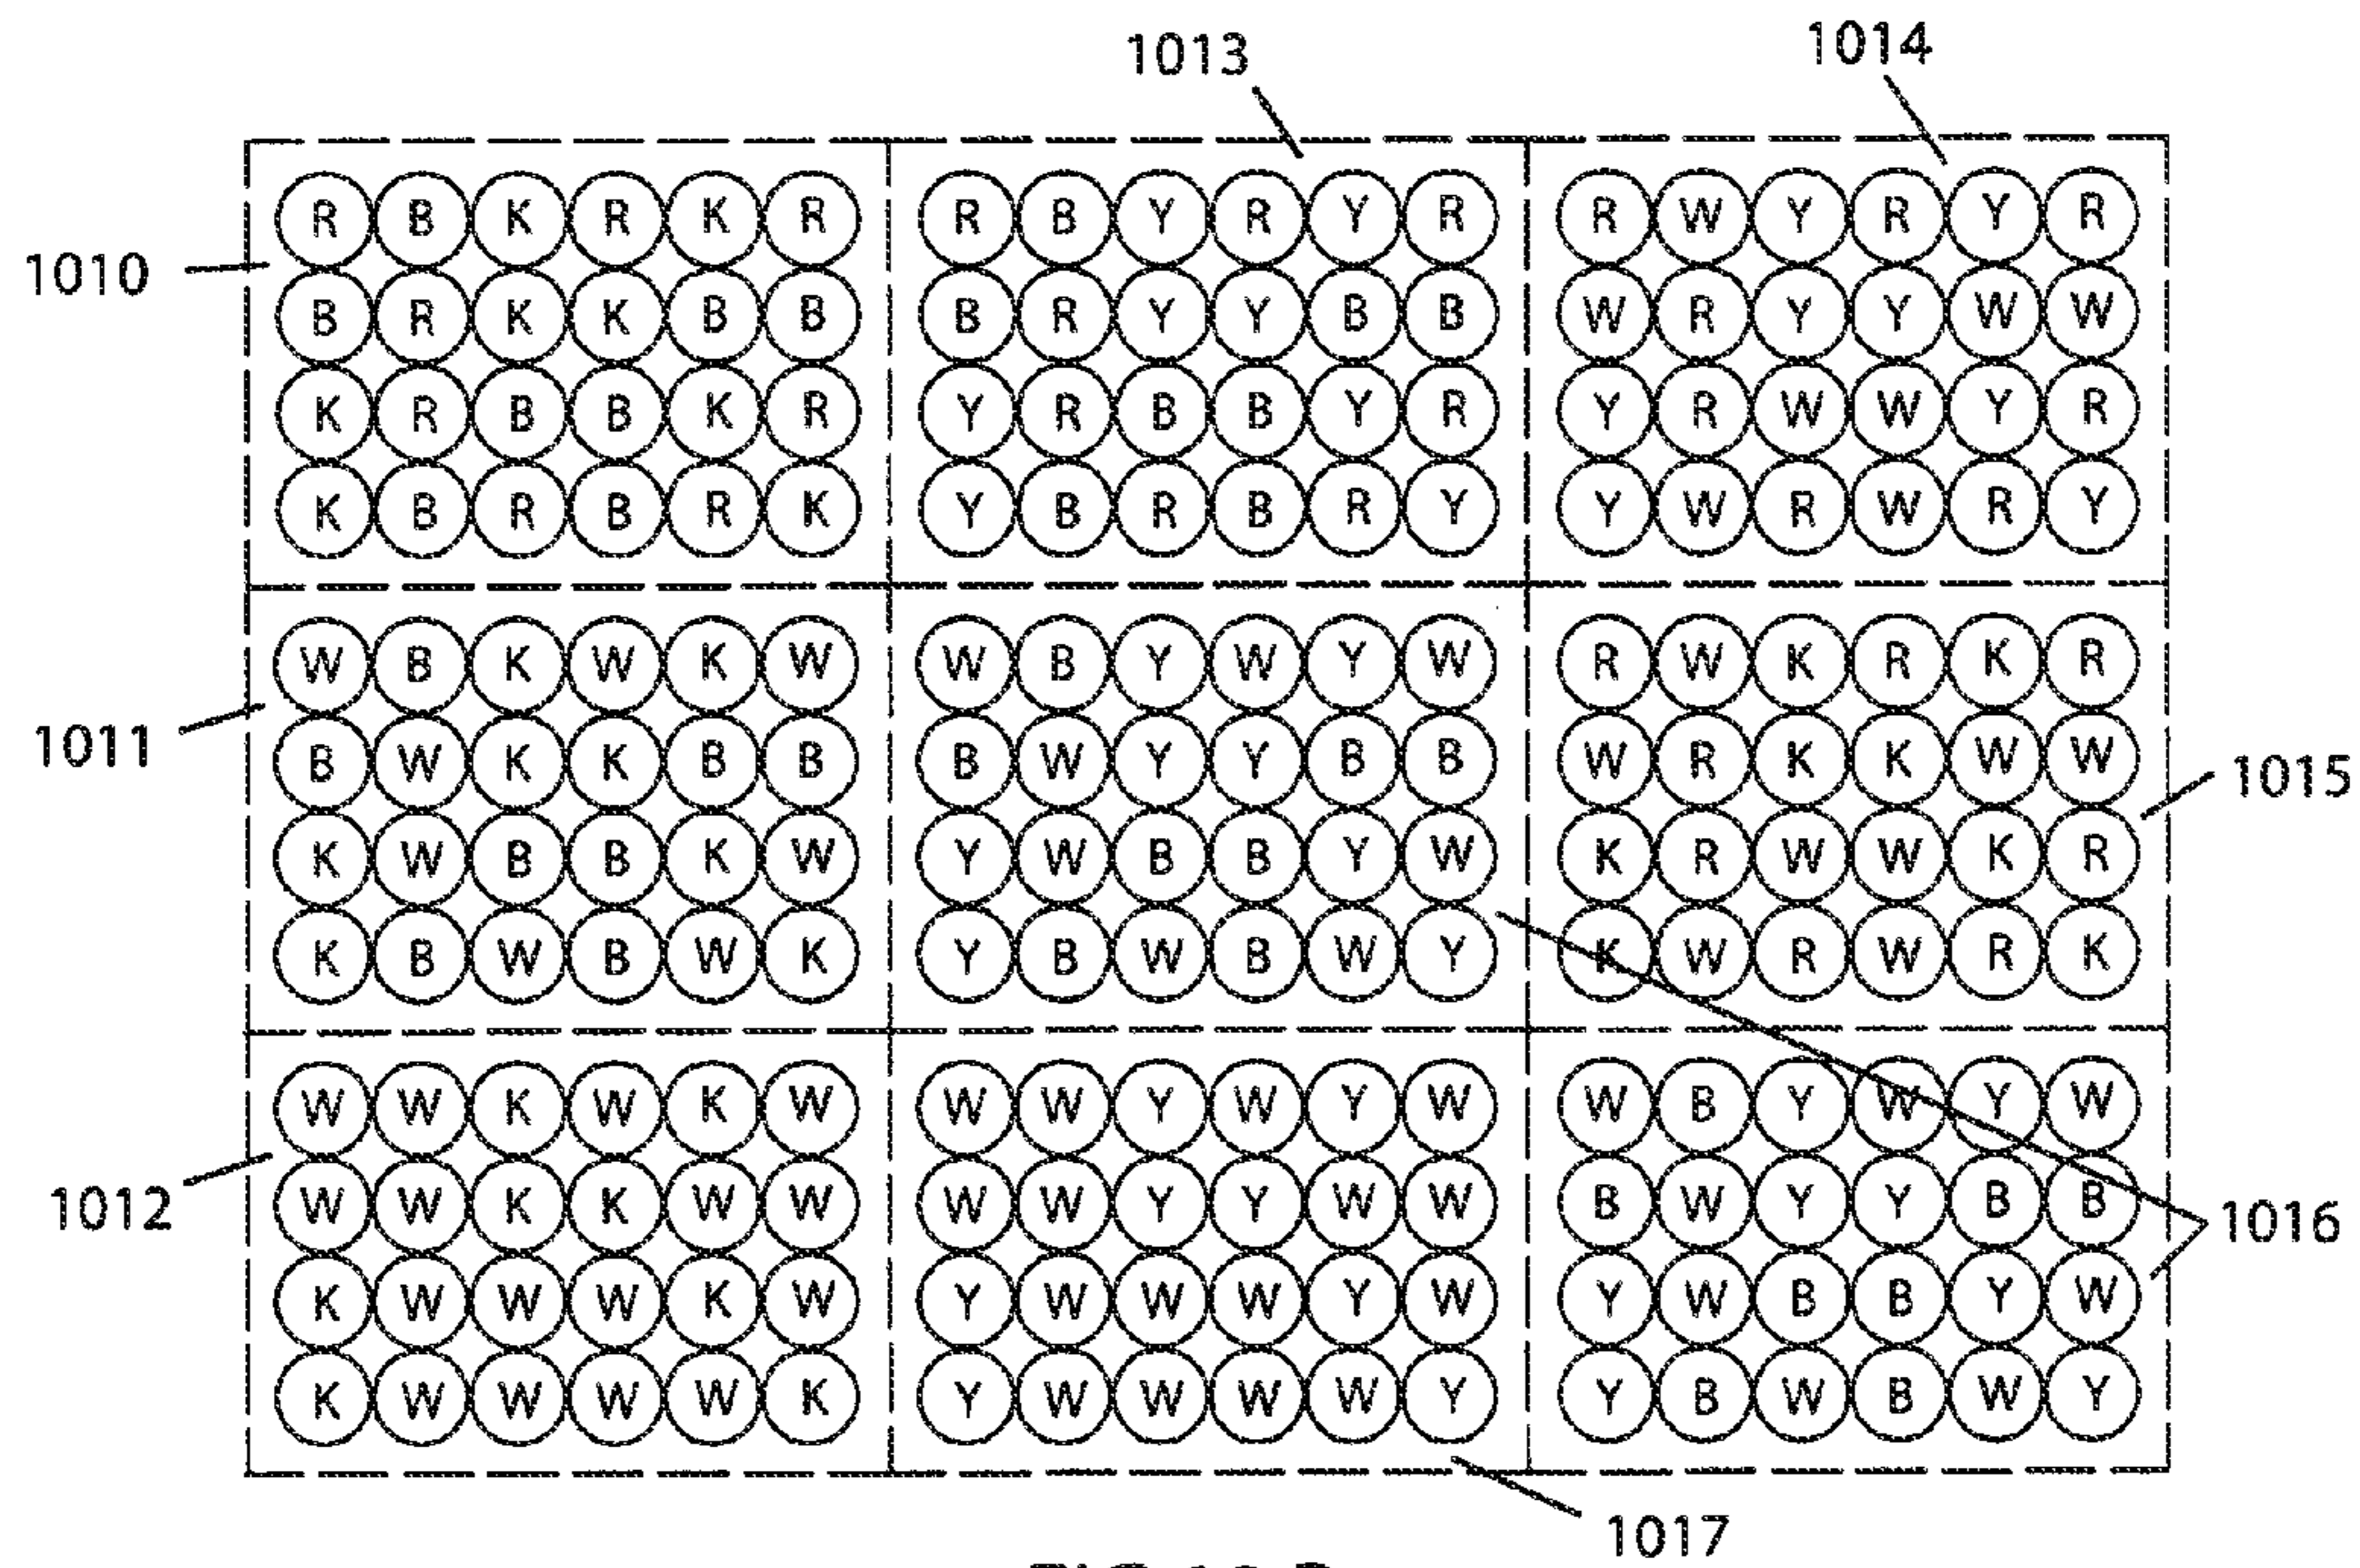 1013 1014
R B K R K R R B Y R Y R R W Y R Y R
1010
B R K K B B B R Y Y B B W R Y Y W W
K R B B K R Y R B B Y R Y R W W Y R
K B R B R K Y B R B R Y Y W R W R Y
W B K W K W W B Y W Y W R W K R K R
1011
B W K K B B B W Y Y B B W R K K W W
1015
K W B B K W Y W B B Y W K R W W K R
K B W B W K Y B W B W Y K W R W R K
W W K W K W W W Y W Y W W B Y W Y W
1012
W W K K W W W W Y Y W W B W Y Y B B
1016
K W W W K W Y W W W Y W Y W B B Y W
K W W W W K Y W W W W Y Y B W B W Y
1017